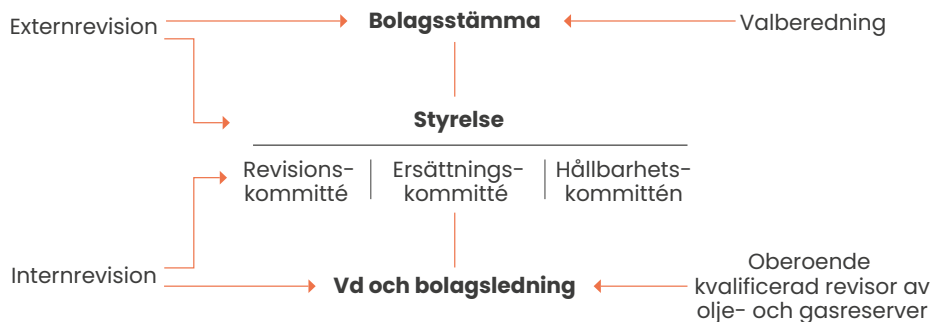 Externrevision
Bolagsstämma
Valberedning
Styrelse
Revisions-
kommitté
Ersättnings-
kommitté
Hållbarhets-
kommittén
Internrevision
Vd och bolagsledning
Oberoende
kvalificerad revisor av
olje- och gasreserver